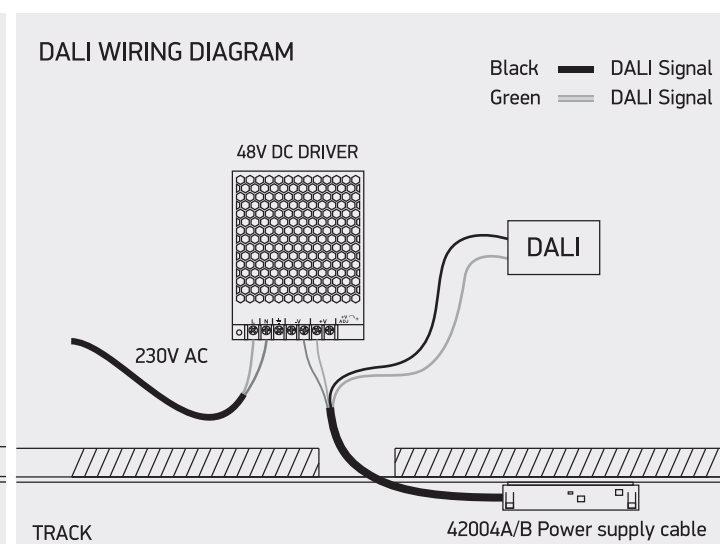 DALI WIRING DIAGRAM
Black DALI Signal
Green DALI Signal
48V DC DRIVER
DALI
L N -V +V +V ADJ
230V AC
TRACK
42004A/B Power supply cable